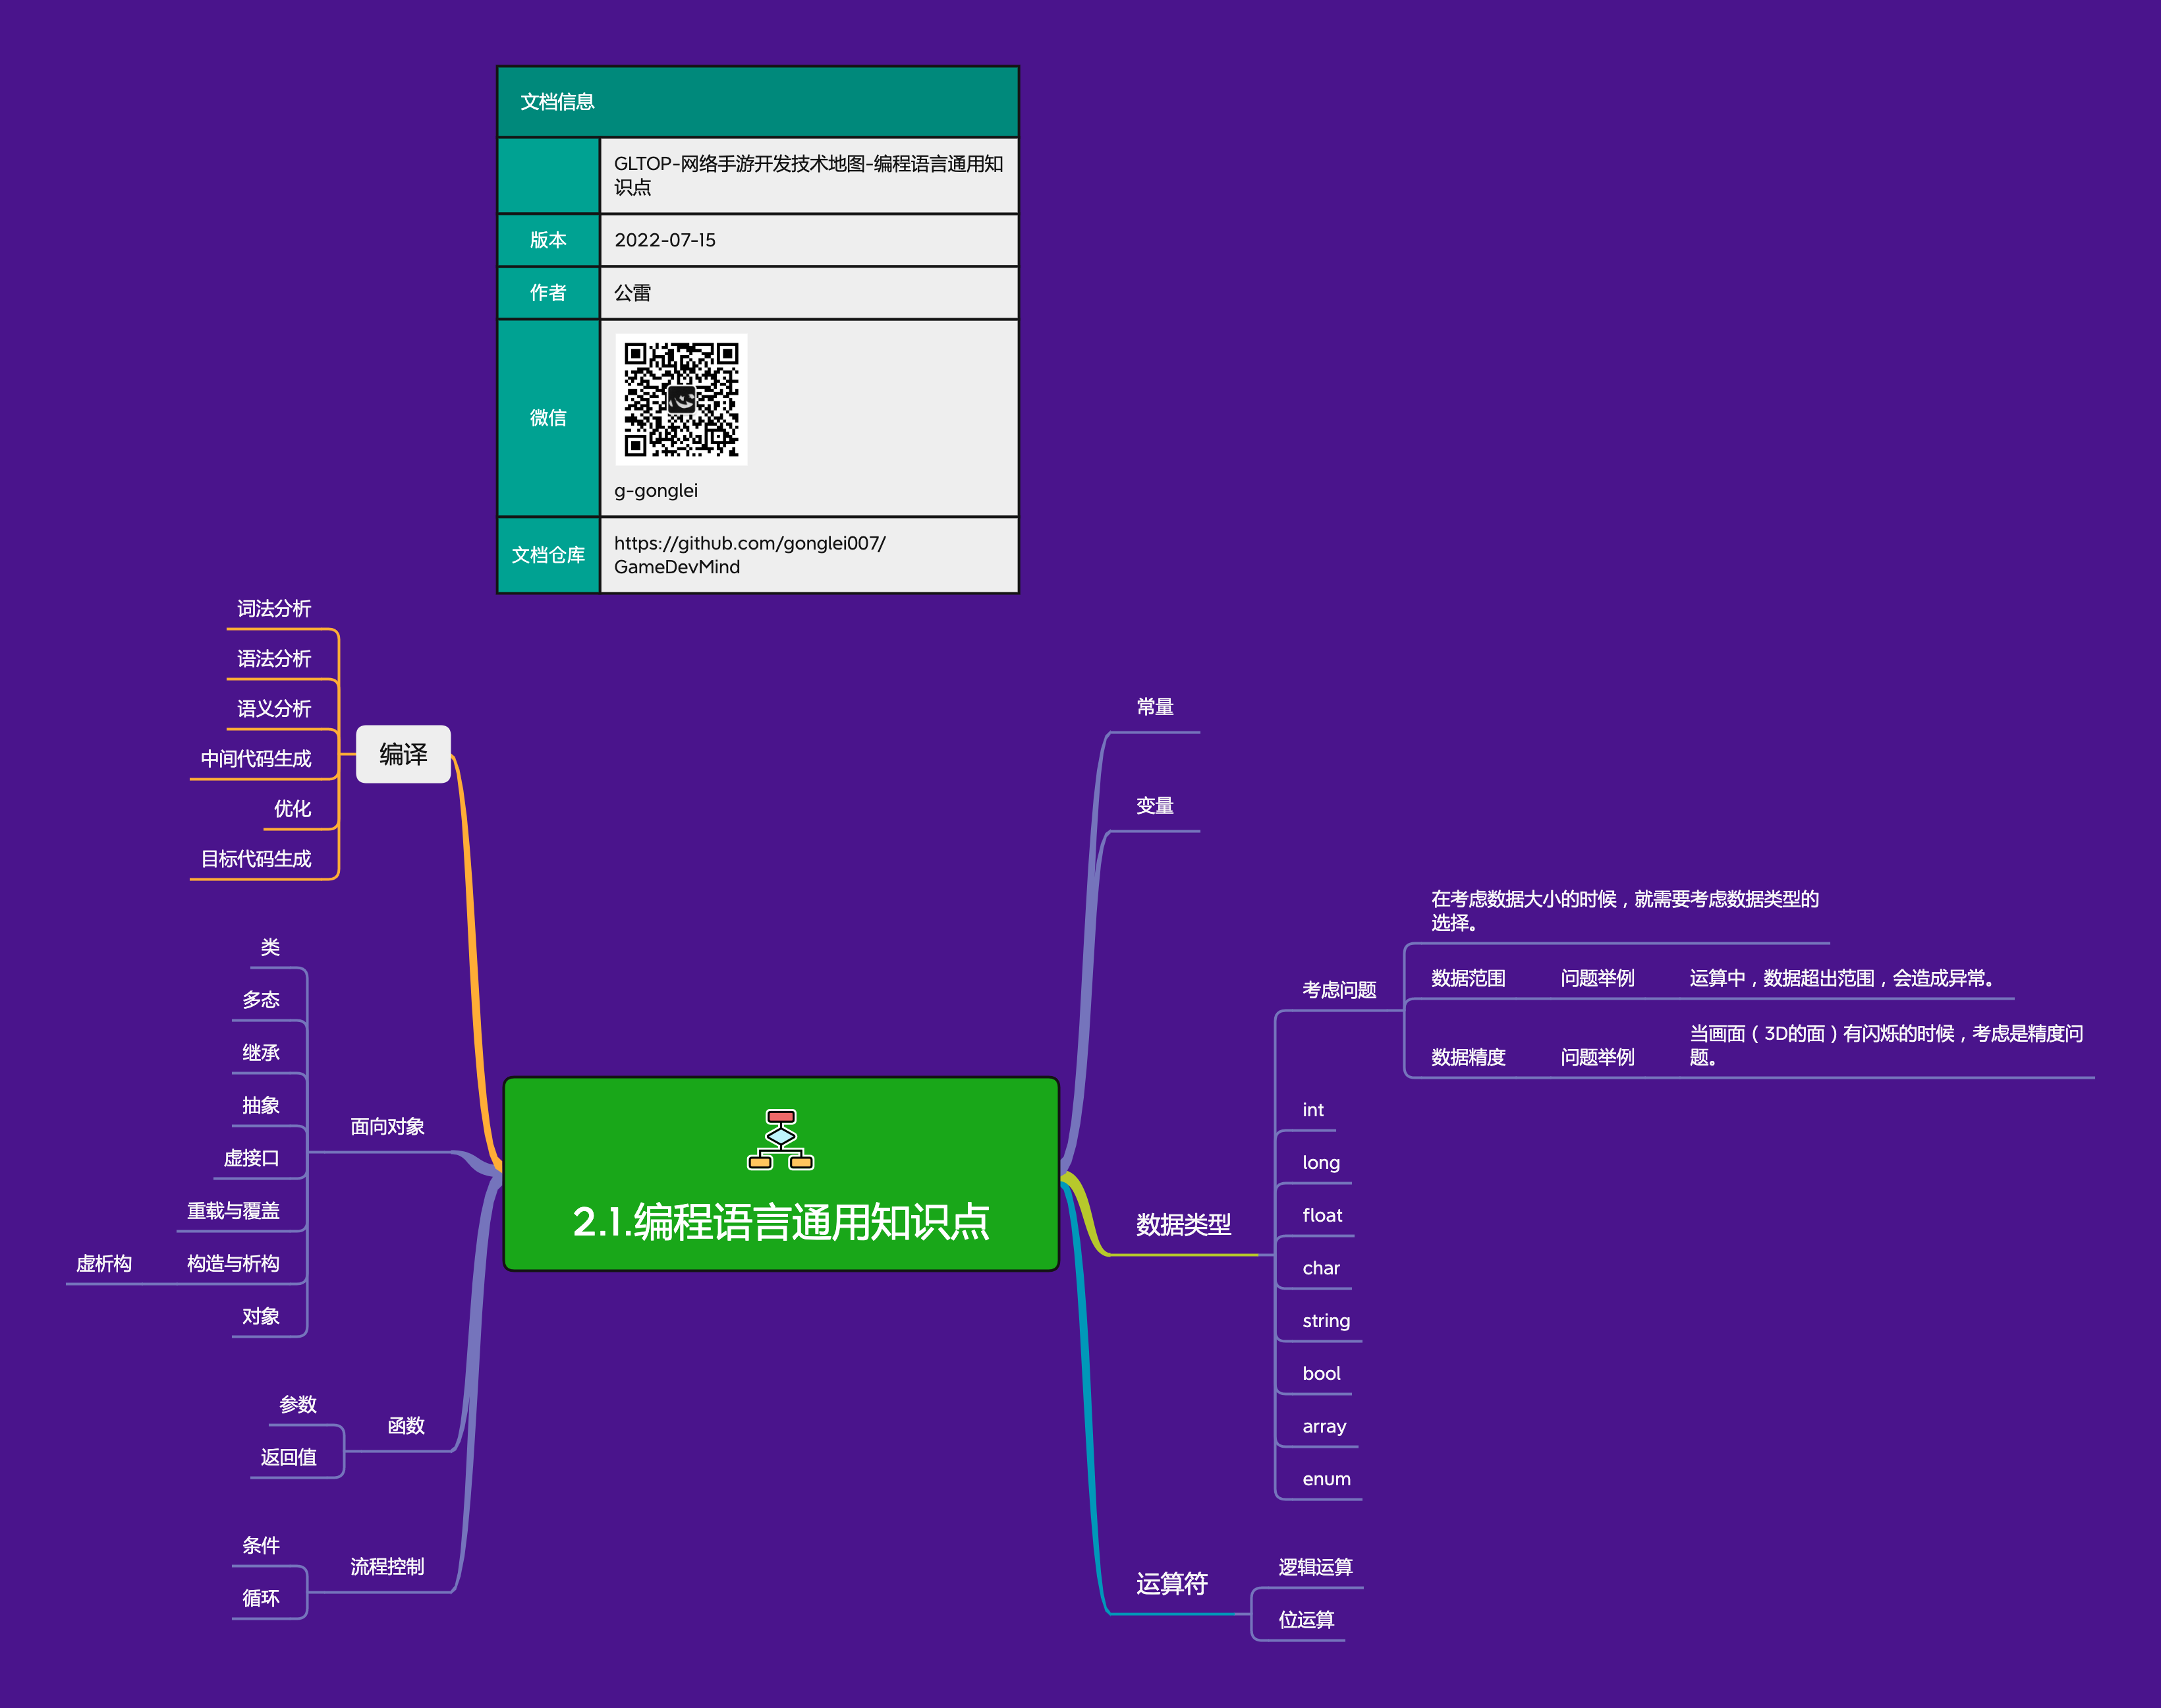 文档信息
GLTOP-网络手游开发技术地图-编程语言通用知
识点
版本
2022-07-15
作者
公雷
微信
g-gonglei
文档仓库
https://github.com/gonglei007/
GameDevMind
2.1.编程语言通用知识点
常量
变量
数据类型
考虑问题
在考虑数据大小的时候，就需要考虑数据类型的
选择。
数据范围
问题举例
运算中，数据超出范围，会造成异常。
数据精度
问题举例
当画面（3D的面）有闪烁的时候，考虑是精度问
题。
int
long
float
char
string
bool
array
enum
运算符
逻辑运算
位运算
编译
词法分析
语法分析
语义分析
中间代码生成
优化
目标代码生成
面向对象
类
多态
继承
抽象
虚接口
重载与覆盖
构造与析构
虚析构
对象
函数
参数
返回值
流程控制
条件
循环